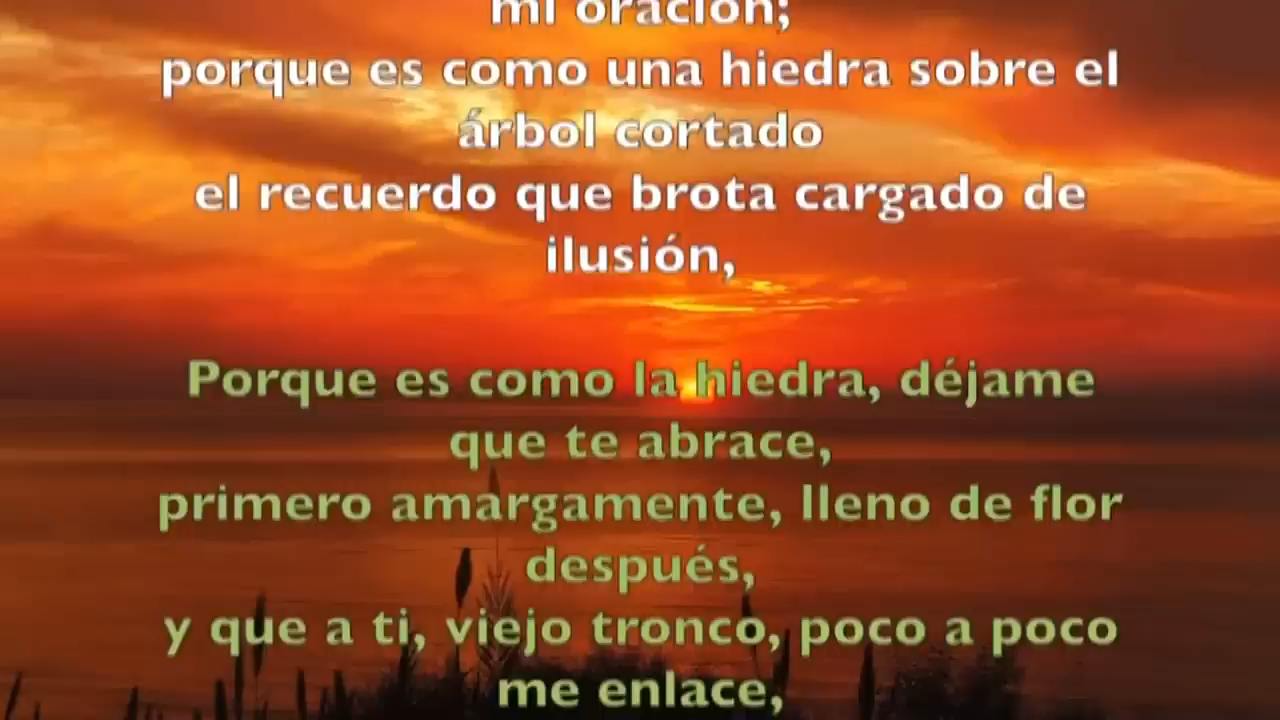 mi oración;
porque es como una hiedra sobre el
árbol cortado
el recuerdo que brota cargado de
ilusión,
Porque es como la hiedra, déjame
que te abrace,
primero amargamente, lleno de flor
después,
y que a ti, viejo tronco, poco a poco
me enlace,